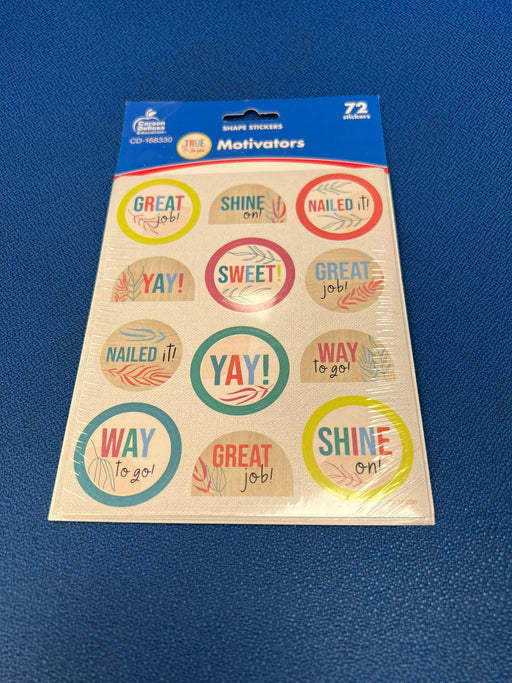 Carson Dellosa Education
CD-168330
SHAPE STICKERS
TRUE to you
Motivators
72 stickers
GREAT job!
SHINE on!
NAILED it!
YAY!
SWEET!
GREAT job!
NAILED it!
YAY!
WAY to go!
WAY to go!
GREAT job!
SHINE on!